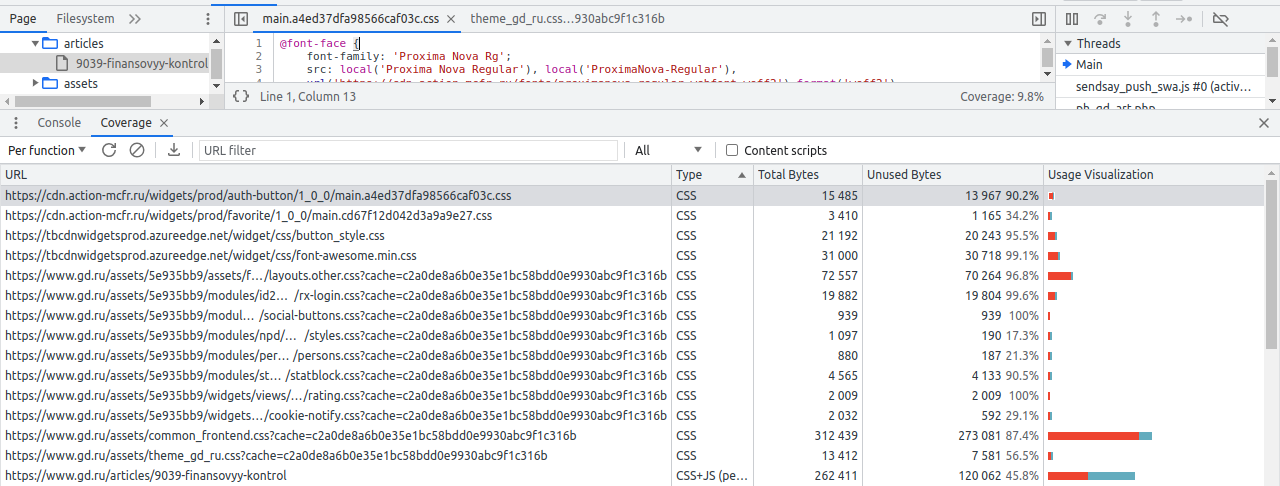 Page Filesystem
main.a4ed37dfa98566caf03c.css theme_gd_ru.css…930abc9f1c316b
articles
9039-finansovyy-kontrol
assets
1 @font-face {
2 font-family: 'Proxima Nova Rg';
3 src: local('Proxima Nova Regular'), local('ProximaNova-Regular'),
Line 1, Column 13 Coverage: 9.8%
Threads
Main
sendsay_push_swa.js #0 (activ…
ph_gd_art.php
Console Coverage
Per function URL filter All Content scripts
URL Type Total Bytes Unused Bytes Usage Visualization
https://cdn.action-mcfr.ru/widgets/prod/auth-button/1_0_0/main.a4ed37dfa98566caf03c.css CSS 15 485 13 967 90.2%
https://cdn.action-mcfr.ru/widgets/prod/favorite/1_0_0/main.cd67f12d042d3a9a9e27.css CSS 3 410 1 165 34.2%
https://tbcdnwidgetsprod.azureedge.net/widget/css/button_style.css CSS 21 192 20 243 95.5%
https://tbcdnwidgetsprod.azureedge.net/widget/css/font-awesome.min.css CSS 31 000 30 718 99.1%
https://www.gd.ru/assets/5e935bb9/assets/f… /layouts.other.css?cache=c2a0de8a6b0e35e1bc58bdd0e9930abc9f1c316b CSS 72 557 70 264 96.8%
https://www.gd.ru/assets/5e935bb9/modules/id2… /rx-login.css?cache=c2a0de8a6b0e35e1bc58bdd0e9930abc9f1c316b CSS 19 882 19 804 99.6%
https://www.gd.ru/assets/5e935bb9/modul… /social-buttons.css?cache=c2a0de8a6b0e35e1bc58bdd0e9930abc9f1c316b CSS 939 939 100%
https://www.gd.ru/assets/5e935bb9/modules/npd/… /styles.css?cache=c2a0de8a6b0e35e1bc58bdd0e9930abc9f1c316b CSS 1 097 190 17.3%
https://www.gd.ru/assets/5e935bb9/modules/per… /persons.css?cache=c2a0de8a6b0e35e1bc58bdd0e9930abc9f1c316b CSS 880 187 21.3%
https://www.gd.ru/assets/5e935bb9/modules/st… /statblock.css?cache=c2a0de8a6b0e35e1bc58bdd0e9930abc9f1c316b CSS 4 565 4 133 90.5%
https://www.gd.ru/assets/5e935bb9/widgets/views/… /rating.css?cache=c2a0de8a6b0e35e1bc58bdd0e9930abc9f1c316b CSS 2 009 2 009 100%
https://www.gd.ru/assets/5e935bb9/widgets… /cookie-notify.css?cache=c2a0de8a6b0e35e1bc58bdd0e9930abc9f1c316b CSS 2 032 592 29.1%
https://www.gd.ru/assets/common_frontend.css?cache=c2a0de8a6b0e35e1bc58bdd0e9930abc9f1c316b CSS 312 439 273 081 87.4%
https://www.gd.ru/assets/theme_gd_ru.css?cache=c2a0de8a6b0e35e1bc58bdd0e9930abc9f1c316b CSS 13 412 7 581 56.5%
https://www.gd.ru/articles/9039-finansovyy-kontrol CSS+JS (pe… 262 411 120 062 45.8%